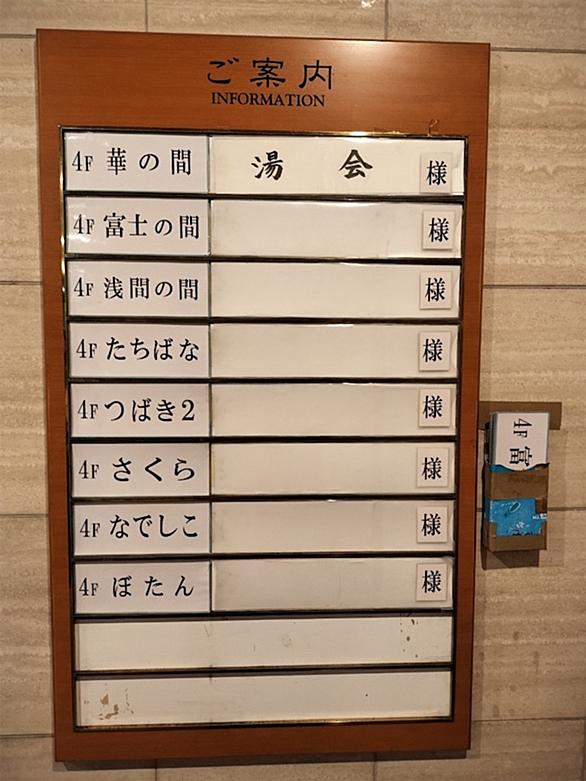 ご案内
INFORMATION
4F 華の間 湯会 様
4F 富士の間 様
4F 浅間の間 様
4F たちばな 様
4F つばき2 様
4F さくら 様
4F なでしこ 様
4F ぼたん 様
4F 富